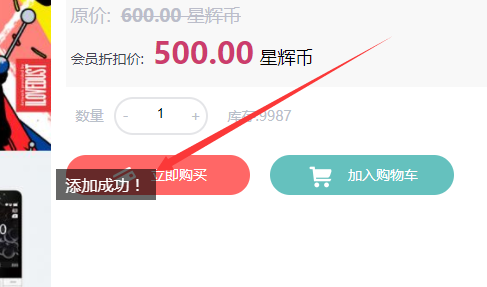 原价: 600.00 星辉币
会员折扣价: 500.00 星辉币
数量 - 1 + 库存:9987
立即购买 加入购物车
添加成功！
ILOVEDUST